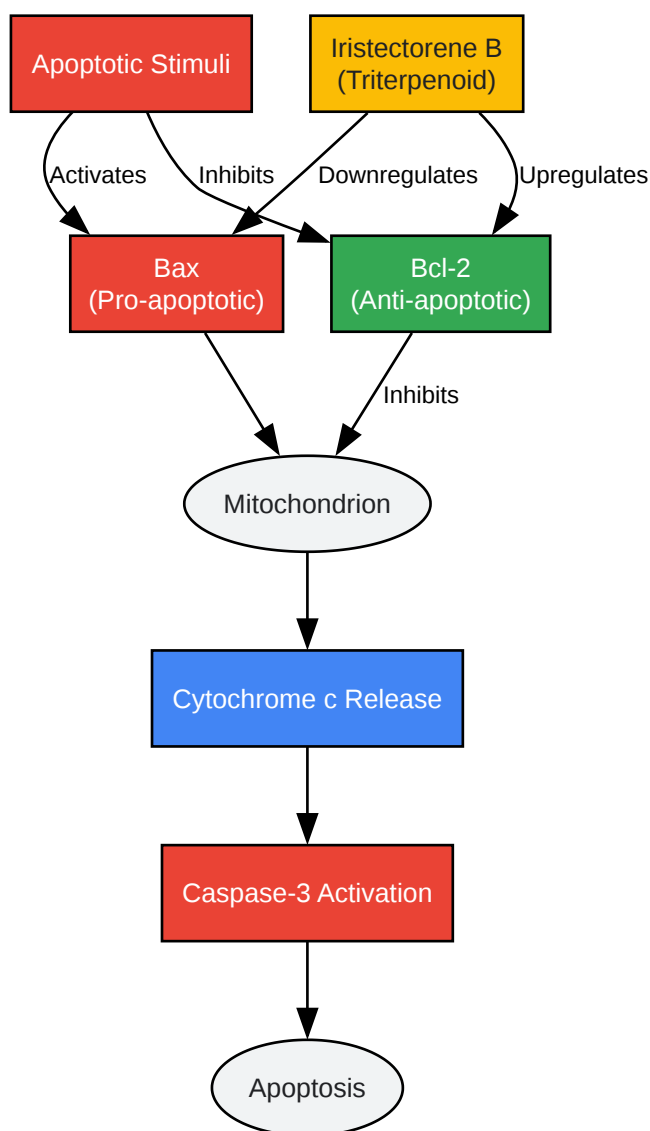 Apoptotic Stimuli
Iristectorene B
(Triterpenoid)
Activates
Inhibits
Downregulates
Upregulates
Bax
(Pro-apoptotic)
Bcl-2
(Anti-apoptotic)
Inhibits
Mitochondrion
Cytochrome c Release
Caspase-3 Activation
Apoptosis